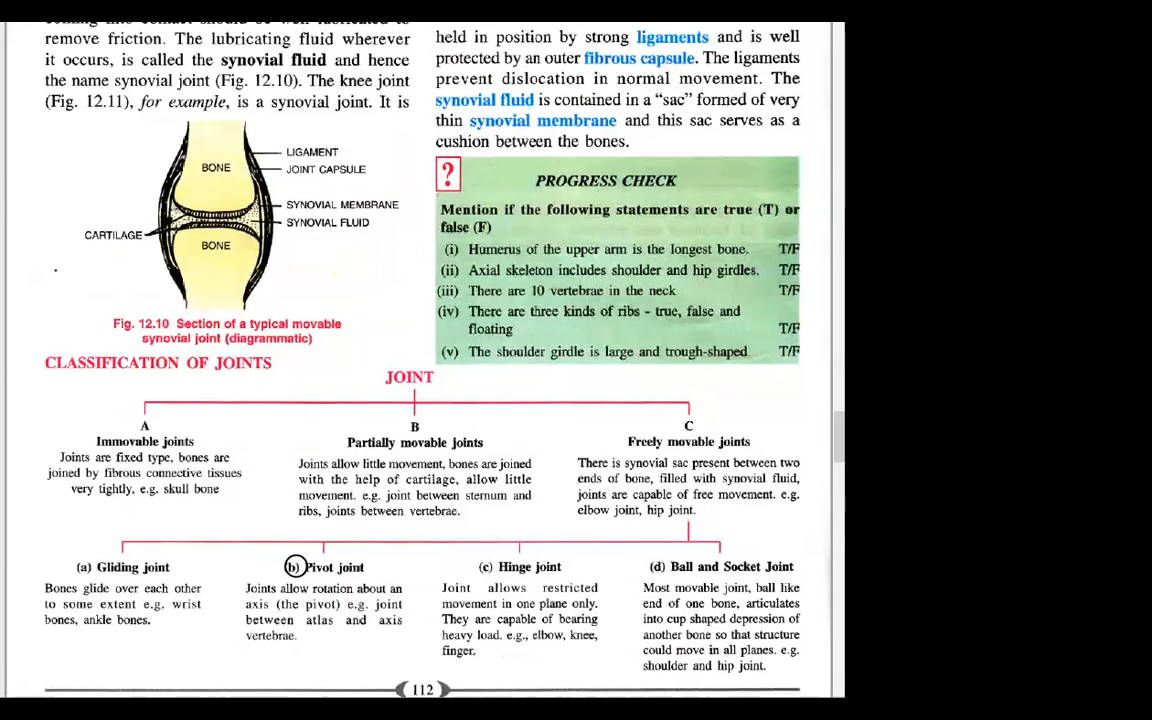 coming into contact should be well lubricated to
remove friction. The lubricating fluid wherever
it occurs, is called the synovial fluid and hence
the name synovial joint (Fig. 12.10). The knee joint
(Fig. 12.11), for example, is a synovial joint. It is
BONE
LIGAMENT
JOINT CAPSULE
SYNOVIAL MEMBRANE
SYNOVIAL FLUID
CARTILAGE
BONE
Fig. 12.10 Section of a typical movable
synovial joint (diagrammatic)
held in position by strong ligaments and is well
protected by an outer fibrous capsule. The ligaments
prevent dislocation in normal movement. The
synovial fluid is contained in a “sac” formed of very
thin synovial membrane and this sac serves as a
cushion between the bones.
?
PROGRESS CHECK
Mention if the following statements are true (T) or
false (F)
(i) Humerus of the upper arm is the longest bone. T/F
(ii) Axial skeleton includes shoulder and hip girdles. T/F
(iii) There are 10 vertebrae in the neck T/F
(iv) There are three kinds of ribs - true, false and
floating T/F
(v) The shoulder girdle is large and trough-shaped T/F
CLASSIFICATION OF JOINTS
JOINT
A
Immovable joints
Joints are fixed type, bones are
joined by fibrous connective tissues
very tightly, e.g. skull bone
B
Partially movable joints
Joints allow little movement, bones are joined
with the help of cartilage, allow little
movement. e.g. joint between sternum and
ribs, joints between vertebrae.
C
Freely movable joints
There is synovial sac present between two
ends of bone, filled with synovial fluid,
joints are capable of free movement. e.g.
elbow joint, hip joint.
(a) Gliding joint
Bones glide over each other
to some extent e.g. wrist
bones, ankle bones.
(b) Pivot joint
Joints allow rotation about an
axis (the pivot) e.g. joint
between atlas and axis
vertebrae.
(c) Hinge joint
Joint allows restricted
movement in one plane only.
They are capable of bearing
heavy load. e.g., elbow, knee,
finger.
(d) Ball and Socket Joint
Most movable joint, ball like
end of one bone, articulates
into cup shaped depression of
another bone so that structure
could move in all planes. e.g.
shoulder and hip joint.
112